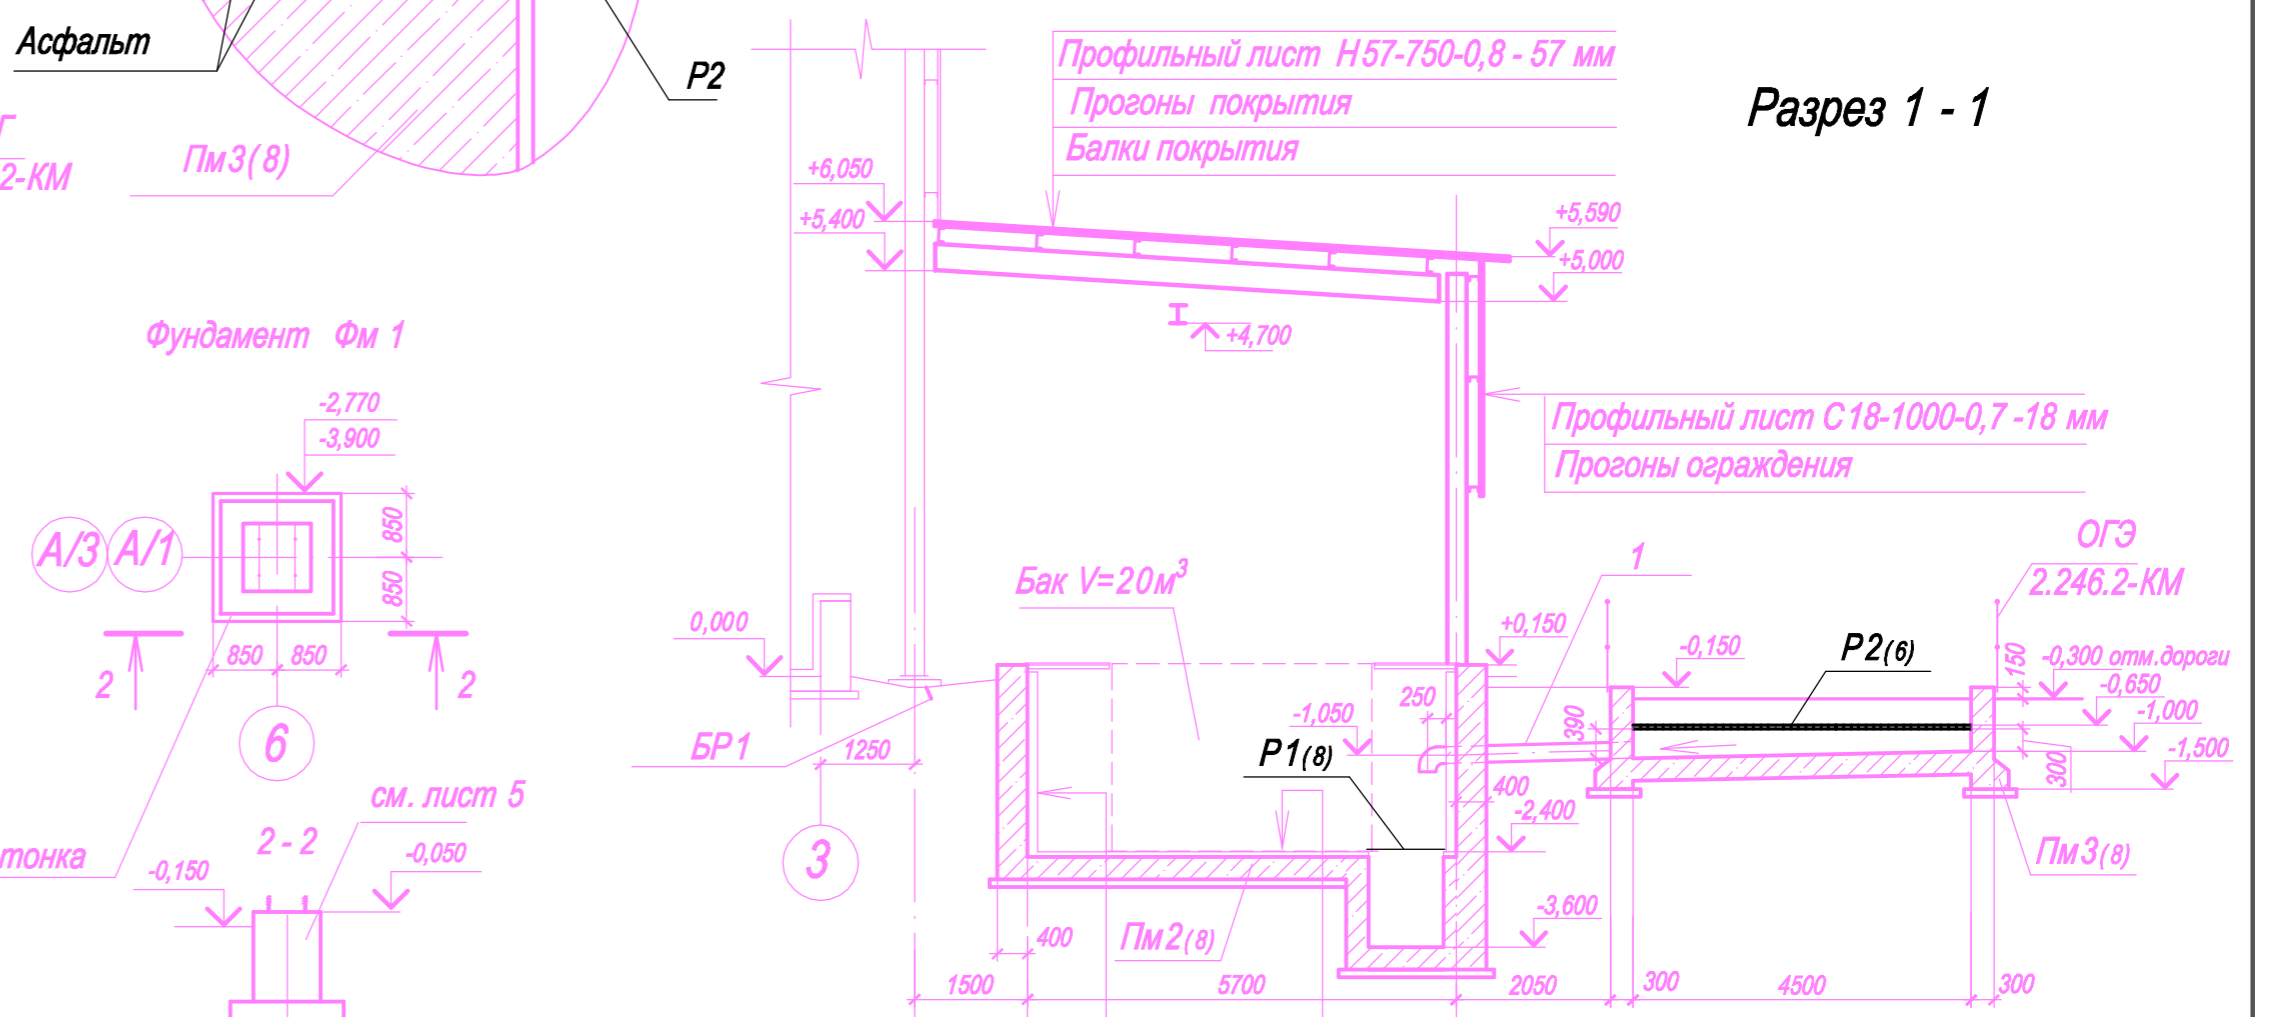 Асфальт
Р2
2-КМ
Пм3(8)
Профильный лист Н57-750-0,8 - 57 мм
Прогоны покрытия
Балки покрытия
Разрез 1 - 1
+6,050
+5,400
+5,590
+5,000
+4,700
Фундамент Фм 1
-2,770
-3,900
А/3
А/1
850
850
850
850
2
2
6
Профильный лист С18-1000-0,7 -18 мм
Прогоны ограждения
ОГЭ
2.246.2-КМ
1
Бак V=20м³
0,000
+0,150
-0,150
Р2(6)
150
-0,300 отм.дороги
-0,650
-1,000
-1,500
250
390
-1,050
Р1(8)
БР1
1250
300
400
-2,400
3
см. лист 5
2 - 2
тонка
-0,150
-0,050
Пм3(8)
-3,600
400
Пм2(8)
1500
5700
2050
300
4500
300